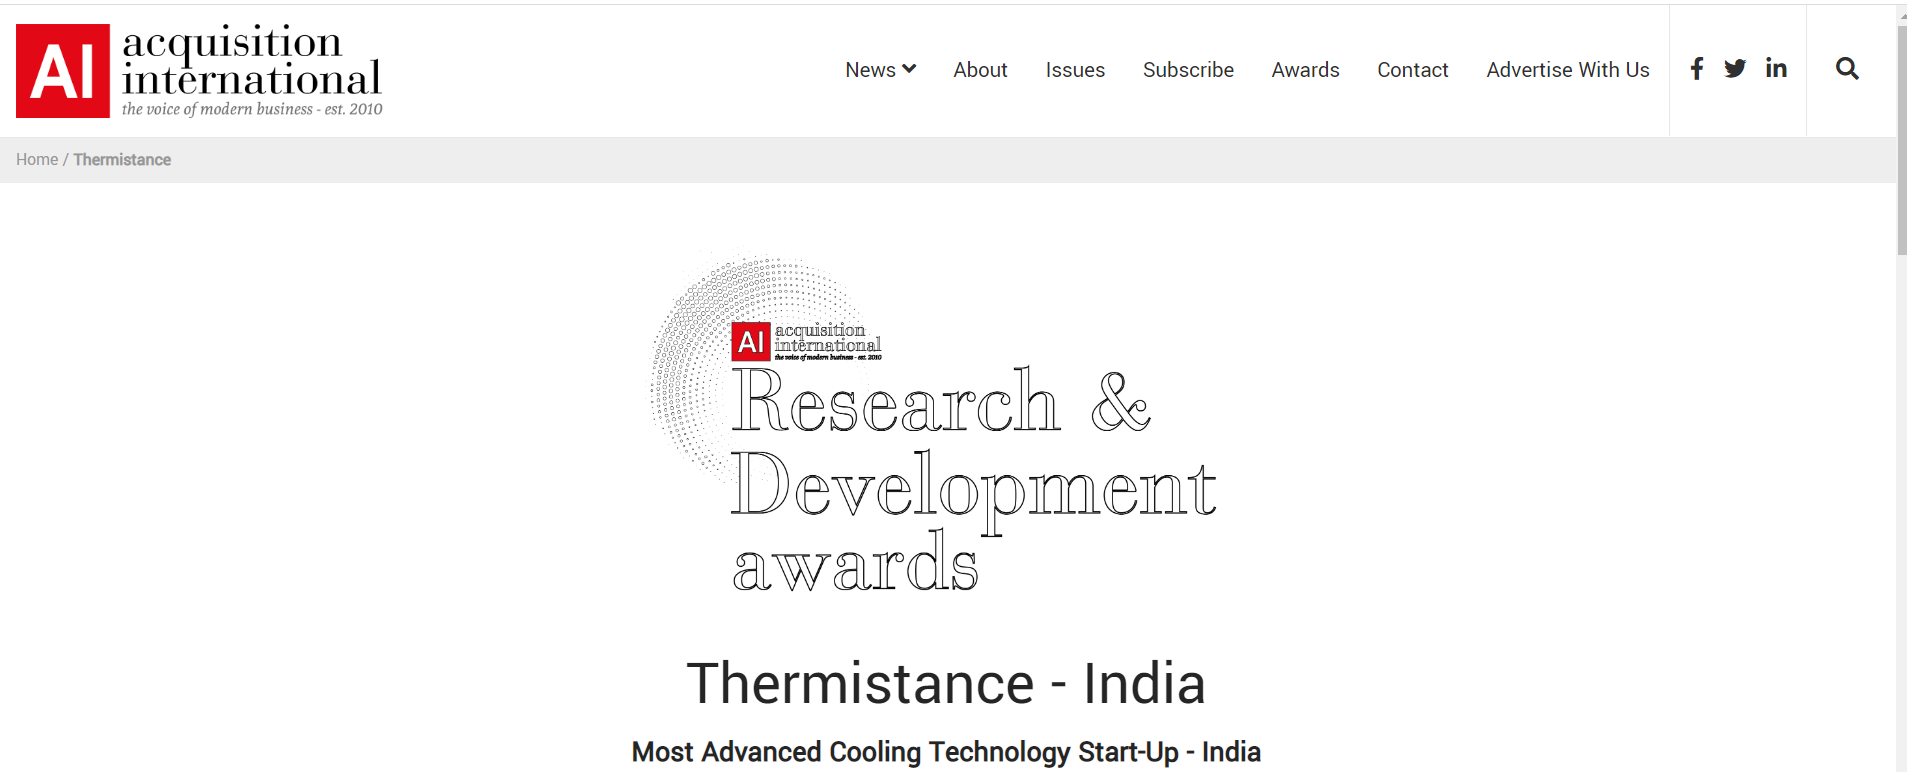 AI
acquisition
international
the voice of modern business - est. 2010
News About Issues Subscribe Awards Contact Advertise With Us
Home / Thermistance
AI
acquisition
international
the voice of modern business - est. 2010
Research &
Development
awards
Thermistance - India
Most Advanced Cooling Technology Start-Up - India